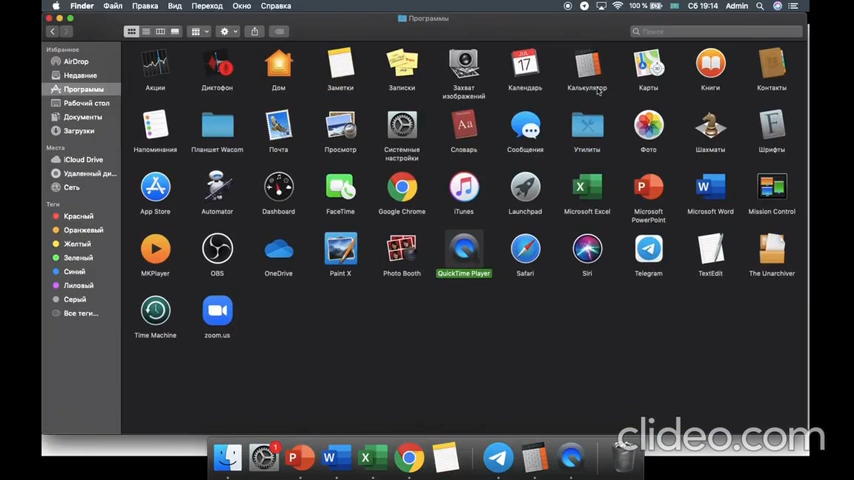 Finder Файл Правка Вид Переход Окно Справка 100 % Сб 19:14 Admin
Программы
Поиск
Избранное
AirDrop
Недавние
Программы
Рабочий стол
Документы
Загрузки
Места
iCloud Drive
Удаленный ди...
Сеть
Теги
Красный
Оранжевый
Желтый
Зеленый
Синий
Лиловый
Серый
Все теги...
Акции Диктофон Дом Заметки Записки Захват изображений Календарь Калькулятор Карты Книги Контакты
Напоминания Планшет Wacom Почта Просмотр Системные настройки Словарь Сообщения Утилиты Фото Шахматы Шрифты
App Store Automator Dashboard FaceTime Google Chrome iTunes Launchpad Microsoft Excel Microsoft PowerPoint Microsoft Word Mission Control
MKPlayer OBS OneDrive Paint X Photo Booth QuickTime Player Safari Siri Telegram TextEdit The Unarchiver
Time Machine zoom.us
clideo.com